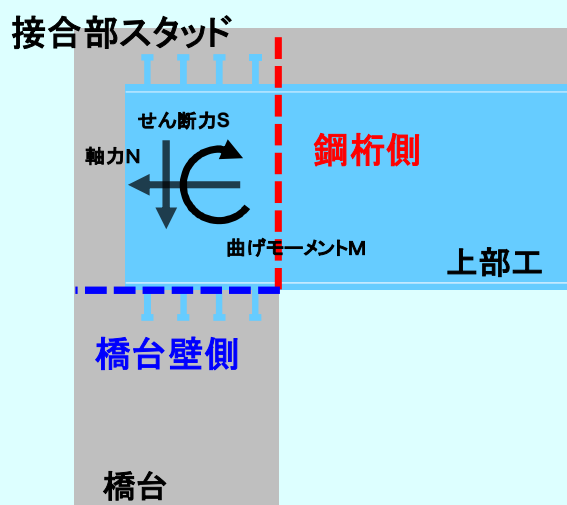 接合部スタッド
せん断力S
軸力N
鋼桁側
曲げモーメントM
上部工
橋台壁側
橋台